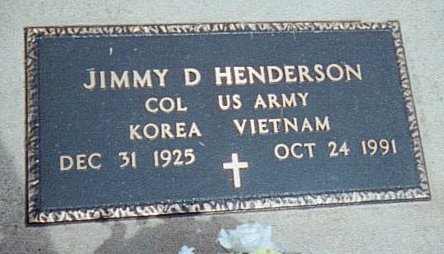 JIMMY D HENDERSON
COL US ARMY
KOREA VIETNAM
DEC 31 1925 OCT 24 1991